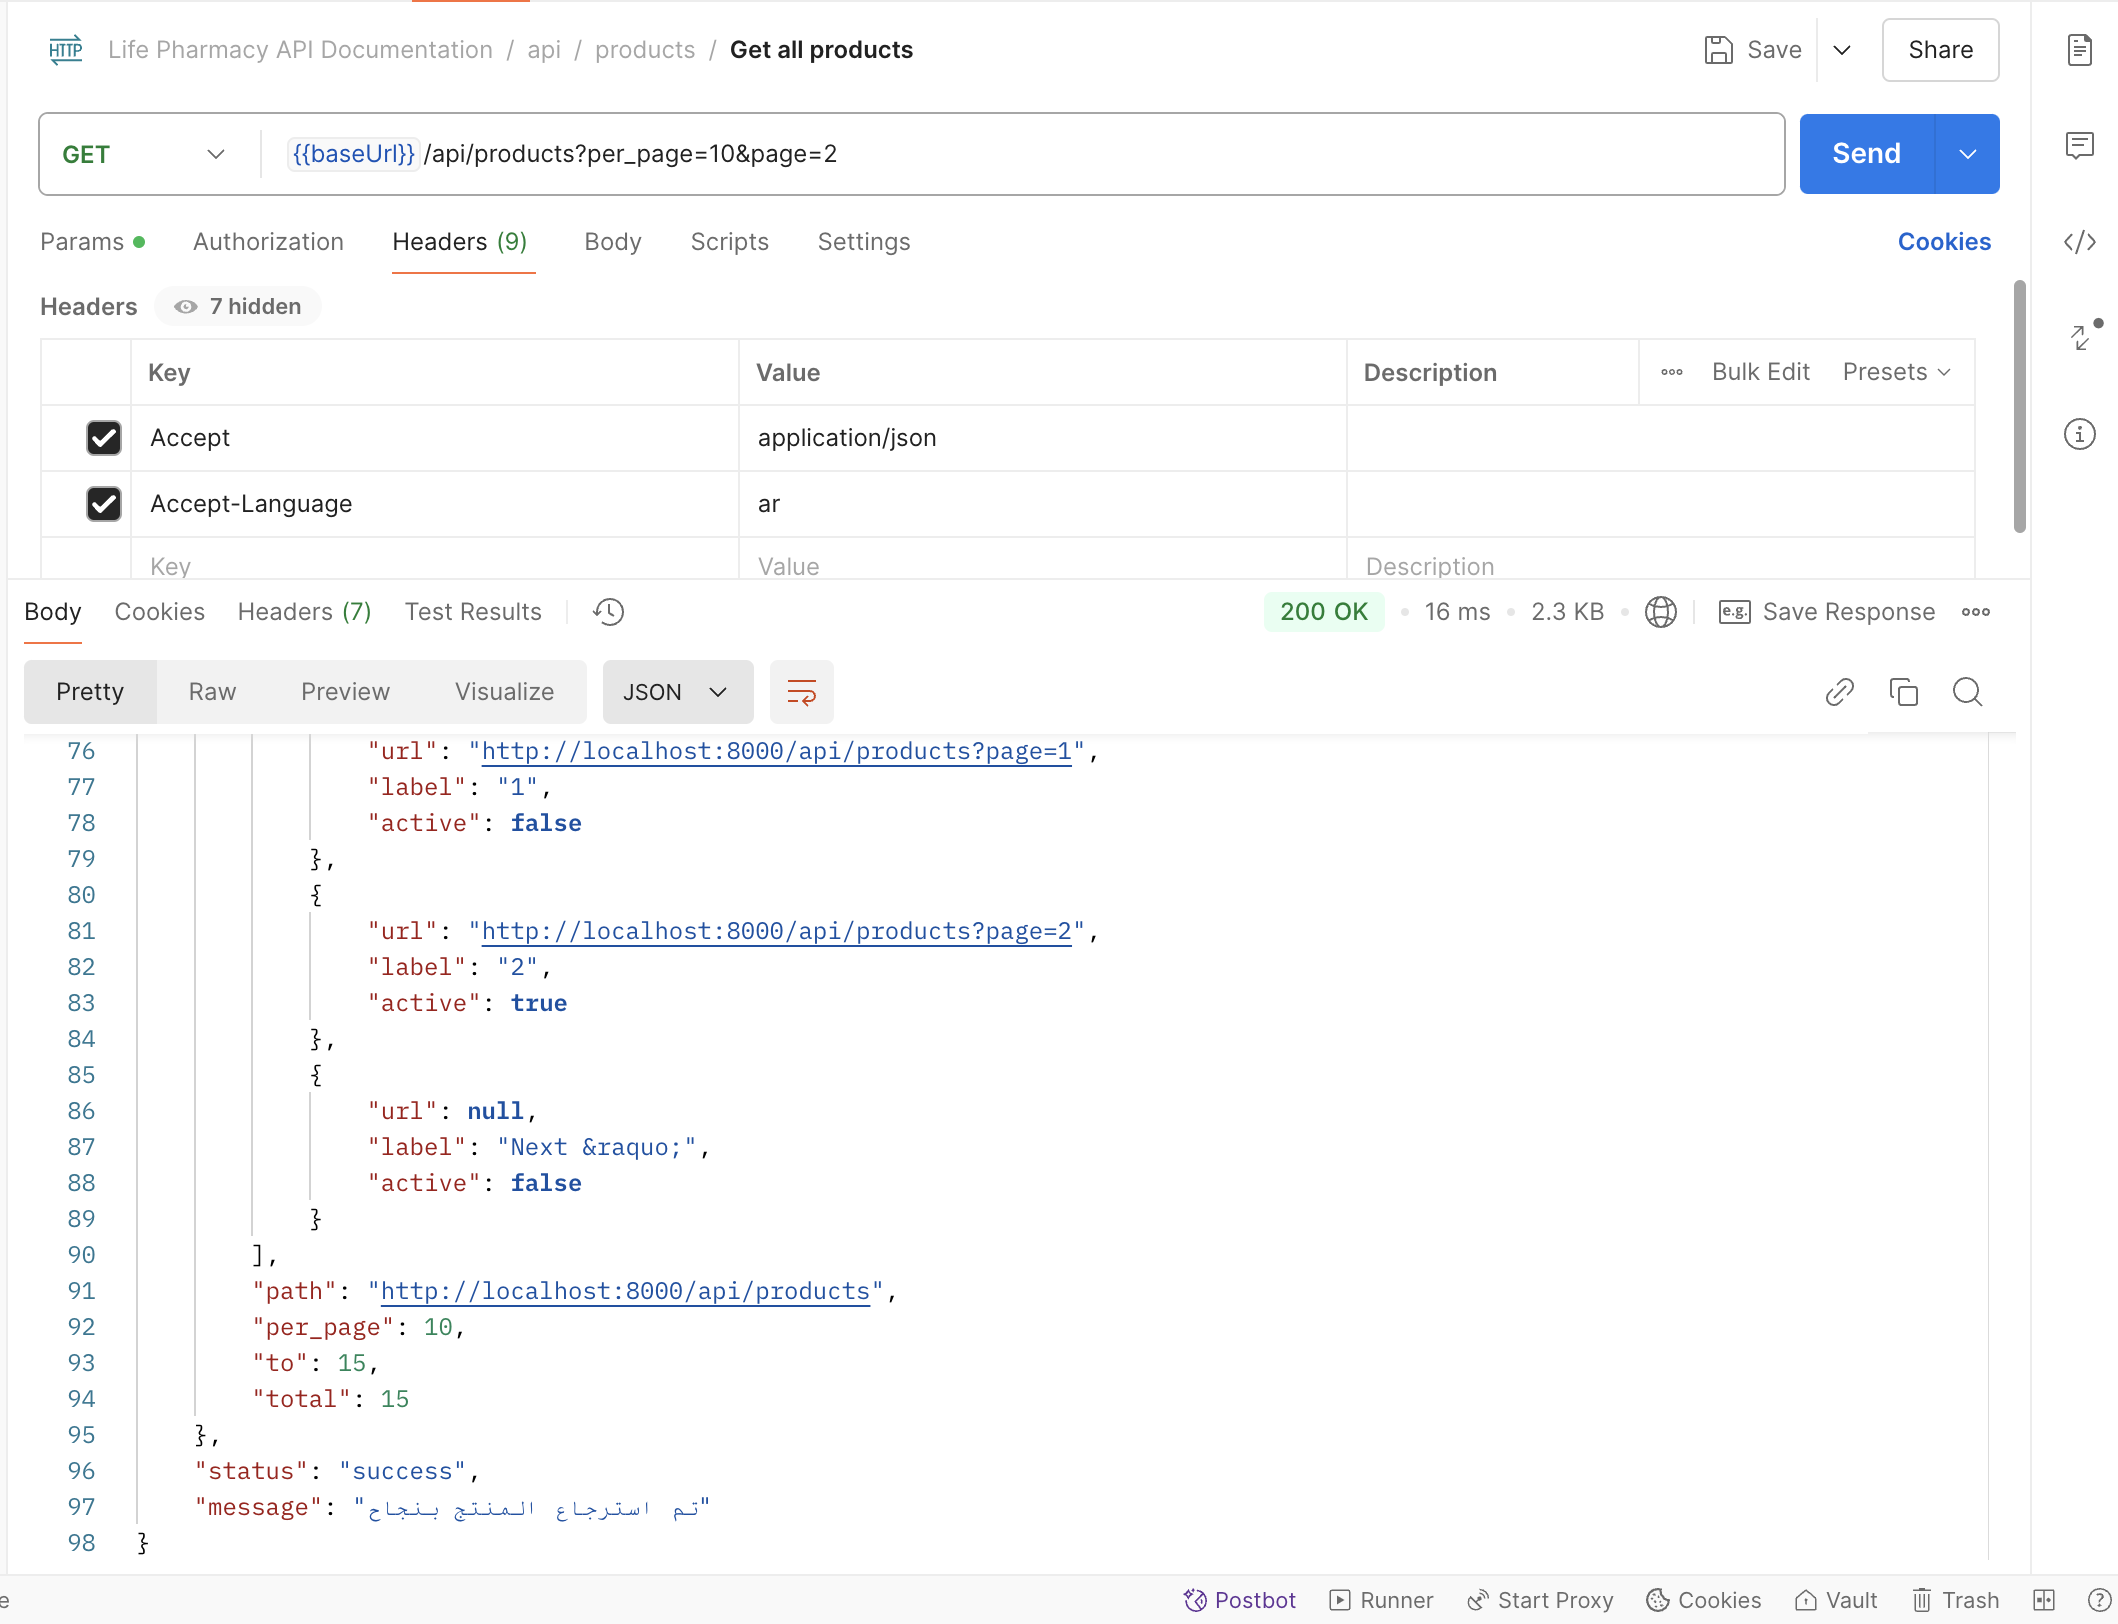 HTTP Life Pharmacy API Documentation / api / products / Get all products Save Share
GET {{baseUrl}} /api/products?per_page=10&page=2 Send
Params Authorization Headers (9) Body Scripts Settings Cookies
Headers 7 hidden
Key Value Description Bulk Edit Presets
Accept application/json
Accept-Language ar
Key Value Description
Body Cookies Headers (7) Test Results 200 OK 16 ms 2.3 KB e.g. Save Response
Pretty Raw Preview Visualize JSON
76 "url": "http://localhost:8000/api/products?page=1",
77 "label": "1",
78 "active": false
79 },
80 {
81 "url": "http://localhost:8000/api/products?page=2",
82 "label": "2",
83 "active": true
84 },
85 {
86 "url": null,
87 "label": "Next &raquo;",
88 "active": false
89 }
90 ],
91 "path": "http://localhost:8000/api/products",
92 "per_page": 10,
93 "to": 15,
94 "total": 15
95 },
96 "status": "success",
97 "message": "تم استرجاع المنتج بنجاح"
98 }
e Postbot Runner Start Proxy Cookies Vault Trash